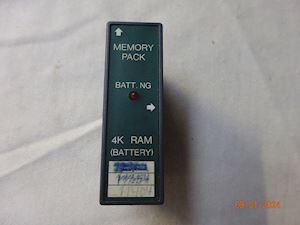 MEMORY
PACK
BATT. NG
4K RAM
(BATTERY)